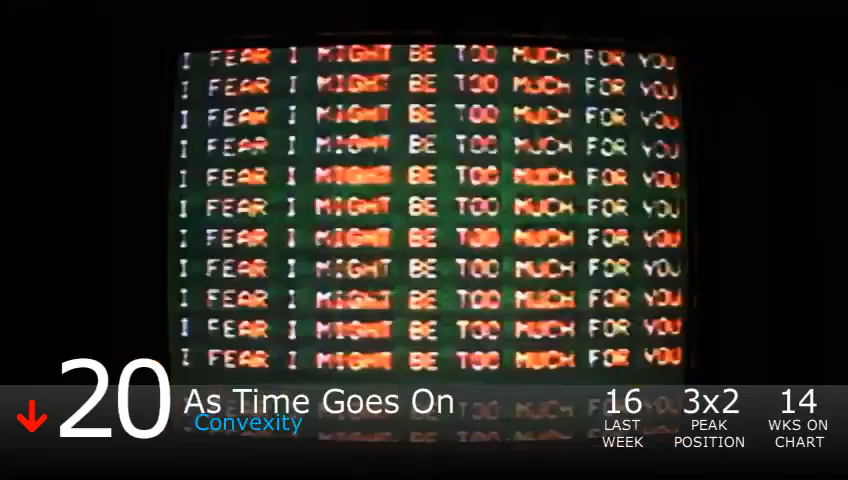 I FEAR I MIGHT BE TOO MUCH FOR YOU
I FEAR I MIGHT BE TOO MUCH FOR YOU
I FEAR I MIGHT BE TOO MUCH FOR YOU
I FEAR I MIGHT BE TOO MUCH FOR YOU
I FEAR I MIGHT BE TOO MUCH FOR YOU
I FEAR I MIGHT BE TOO MUCH FOR YOU
I FEAR I MIGHT BE TOO MUCH FOR YOU
I FEAR I MIGHT BE TOO MUCH FOR YOU
I FEAR I MIGHT BE TOO MUCH FOR YOU
I FEAR I MIGHT BE TOO MUCH FOR YOU
I FEAR I MIGHT BE TOO MUCH FOR YOU
20 As Time Goes On
Convexity
16 3x2 14
LAST PEAK WKS ON
WEEK POSITION CHART